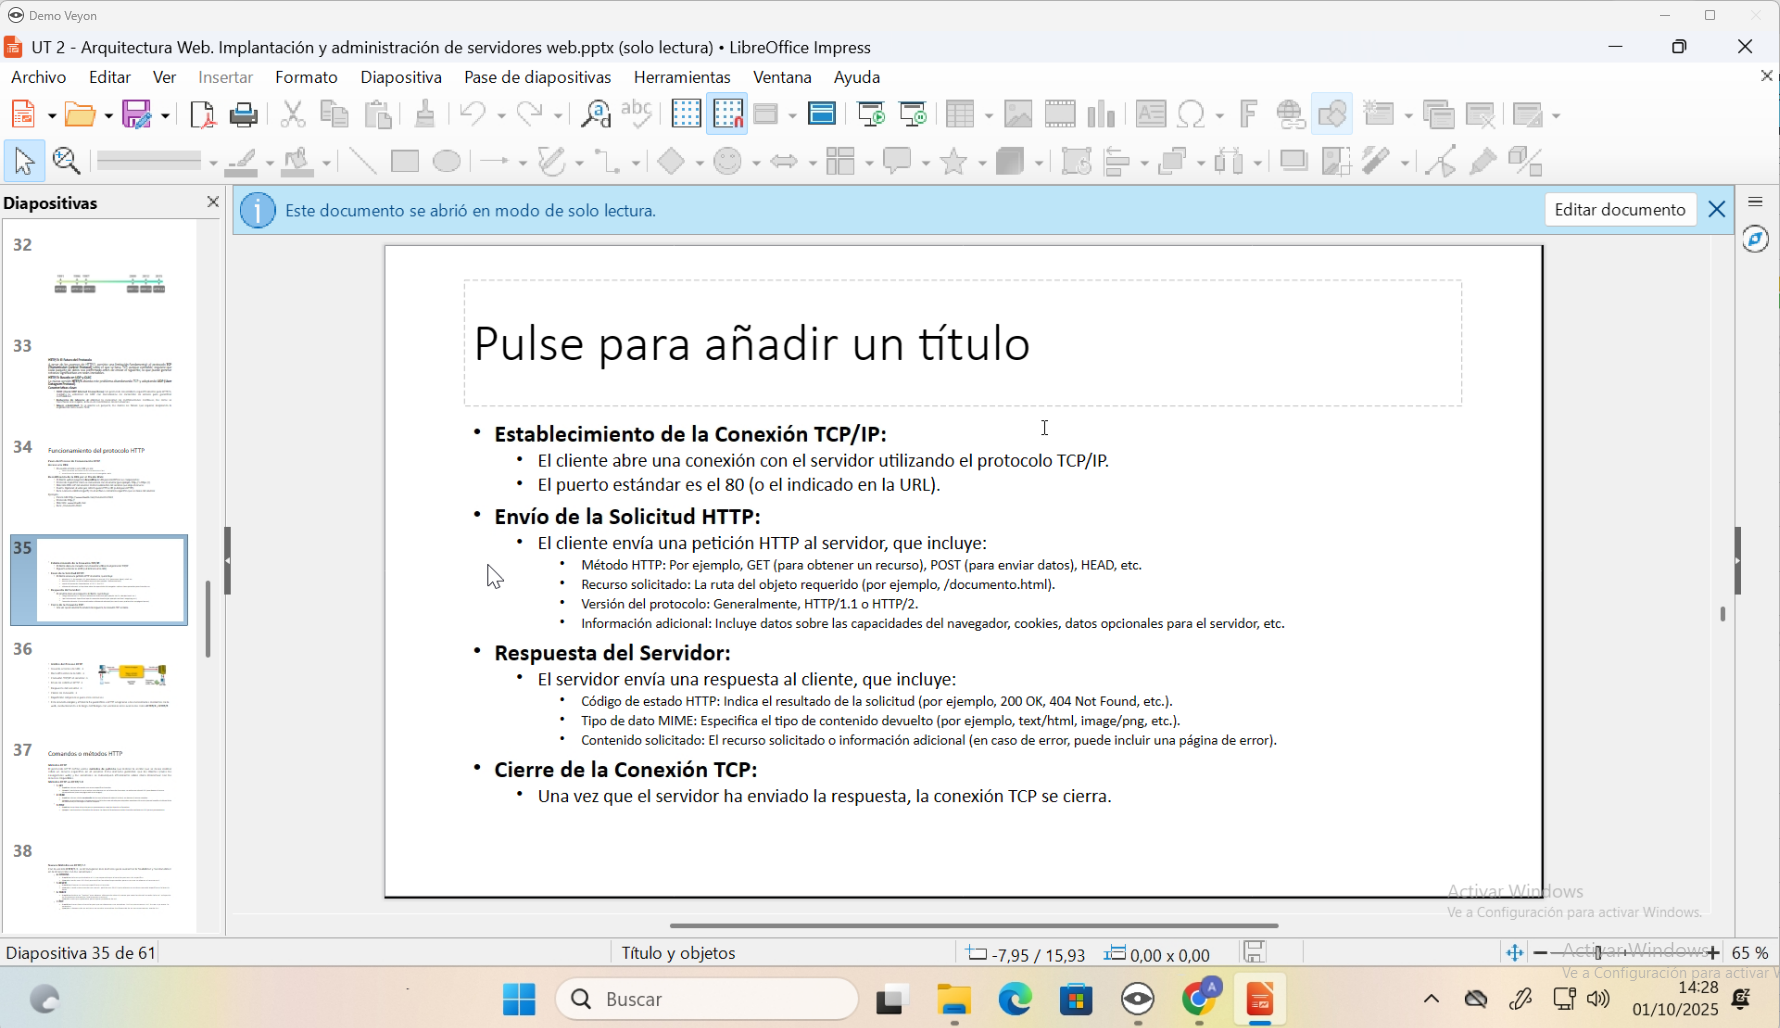 Demo Veyon
UT 2 - Arquitectura Web. Implantación y administración de servidores web.pptx (solo lectura) • LibreOffice Impress
Archivo Editar Ver Insertar Formato Diapositiva Pase de diapositivas Herramientas Ventana Ayuda
Diapositivas
Este documento se abrió en modo de solo lectura.
Editar documento
32
33
34
Funcionamiento del protocolo HTTP
35
36
37
Comandos o métodos HTTP
38
Pulse para añadir un título
• Establecimiento de la Conexión TCP/IP:
• El cliente abre una conexión con el servidor utilizando el protocolo TCP/IP.
• El puerto estándar es el 80 (o el indicado en la URL).
• Envío de la Solicitud HTTP:
• El cliente envía una petición HTTP al servidor, que incluye:
• Método HTTP: Por ejemplo, GET (para obtener un recurso), POST (para enviar datos), HEAD, etc.
• Recurso solicitado: La ruta del objeto requerido (por ejemplo, /documento.html).
• Versión del protocolo: Generalmente, HTTP/1.1 o HTTP/2.
• Información adicional: Incluye datos sobre las capacidades del navegador, cookies, datos opcionales para el servidor, etc.
• Respuesta del Servidor:
• El servidor envía una respuesta al cliente, que incluye:
• Código de estado HTTP: Indica el resultado de la solicitud (por ejemplo, 200 OK, 404 Not Found, etc.).
• Tipo de dato MIME: Especifica el tipo de contenido devuelto (por ejemplo, text/html, image/png, etc.).
• Contenido solicitado: El recurso solicitado o información adicional (en caso de error, puede incluir una página de error).
• Cierre de la Conexión TCP:
• Una vez que el servidor ha enviado la respuesta, la conexión TCP se cierra.
Activar Windows
Ve a Configuración para activar Windows.
Diapositiva 35 de 61
Título y objetos
-7,95 / 15,93
0,00 x 0,00
65 %
Activar Windows
Ve a Configuración para activar
Buscar
A
14:28
01/10/2025